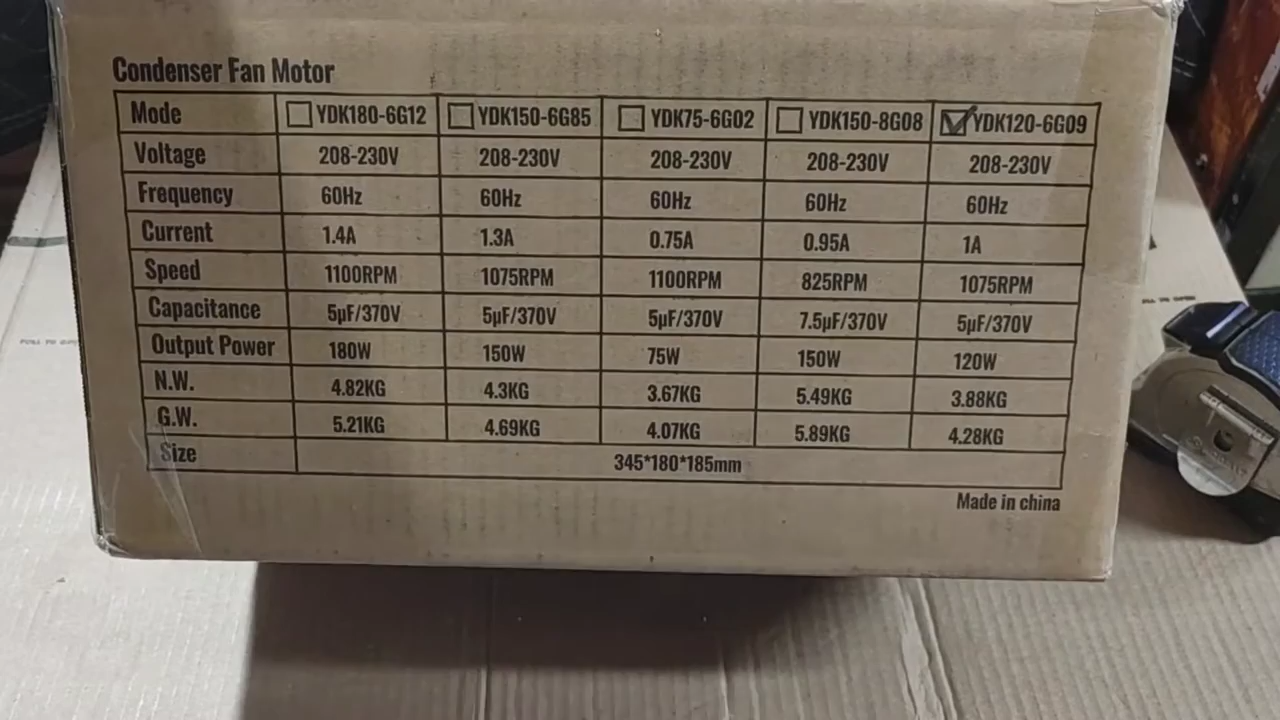 Condenser Fan Motor
Mode YDK180-6G12 YDK150-6G85 YDK75-6G02 YDK150-8G08 YDK120-6G09
Voltage 208-230V 208-230V 208-230V 208-230V 208-230V
Frequency 60Hz 60Hz 60Hz 60Hz 60Hz
Current 1.4A 1.3A 0.75A 0.95A 1A
Speed 1100RPM 1075RPM 1100RPM 825RPM 1075RPM
Capacitance 5µF/370V 5µF/370V 5µF/370V 7.5µF/370V 5µF/370V
Output Power 180W 150W 75W 150W 120W
N.W. 4.82KG 4.3KG 3.67KG 5.49KG 3.88KG
G.W. 5.21KG 4.69KG 4.07KG 5.89KG 4.28KG
Size 345*180*185mm
Made in china